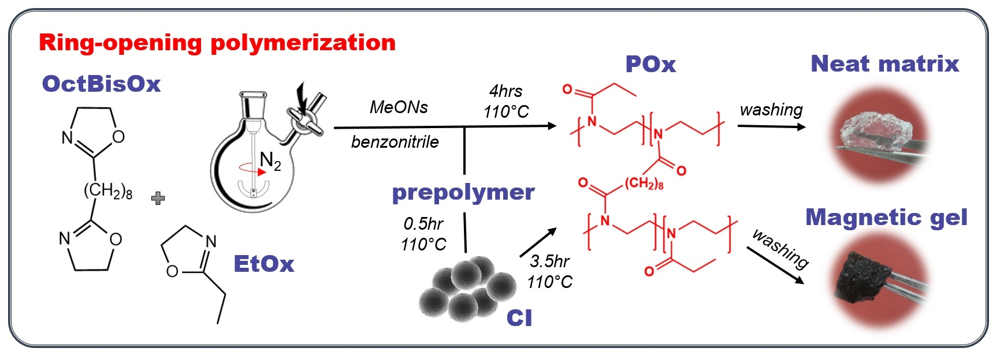 Ring-opening polymerization
OctBisOx
N
O
(CH₂)₈
N
O
+
O
N
EtOx
N₂
MeONs
benzonitrile
4hrs
110°C
prepolymer
0.5hr
110°C
CI
3.5hr
110°C
POx
O
N
N
O
O
(CH₂)₈
N
N
O
washing
Neat matrix
washing
Magnetic gel